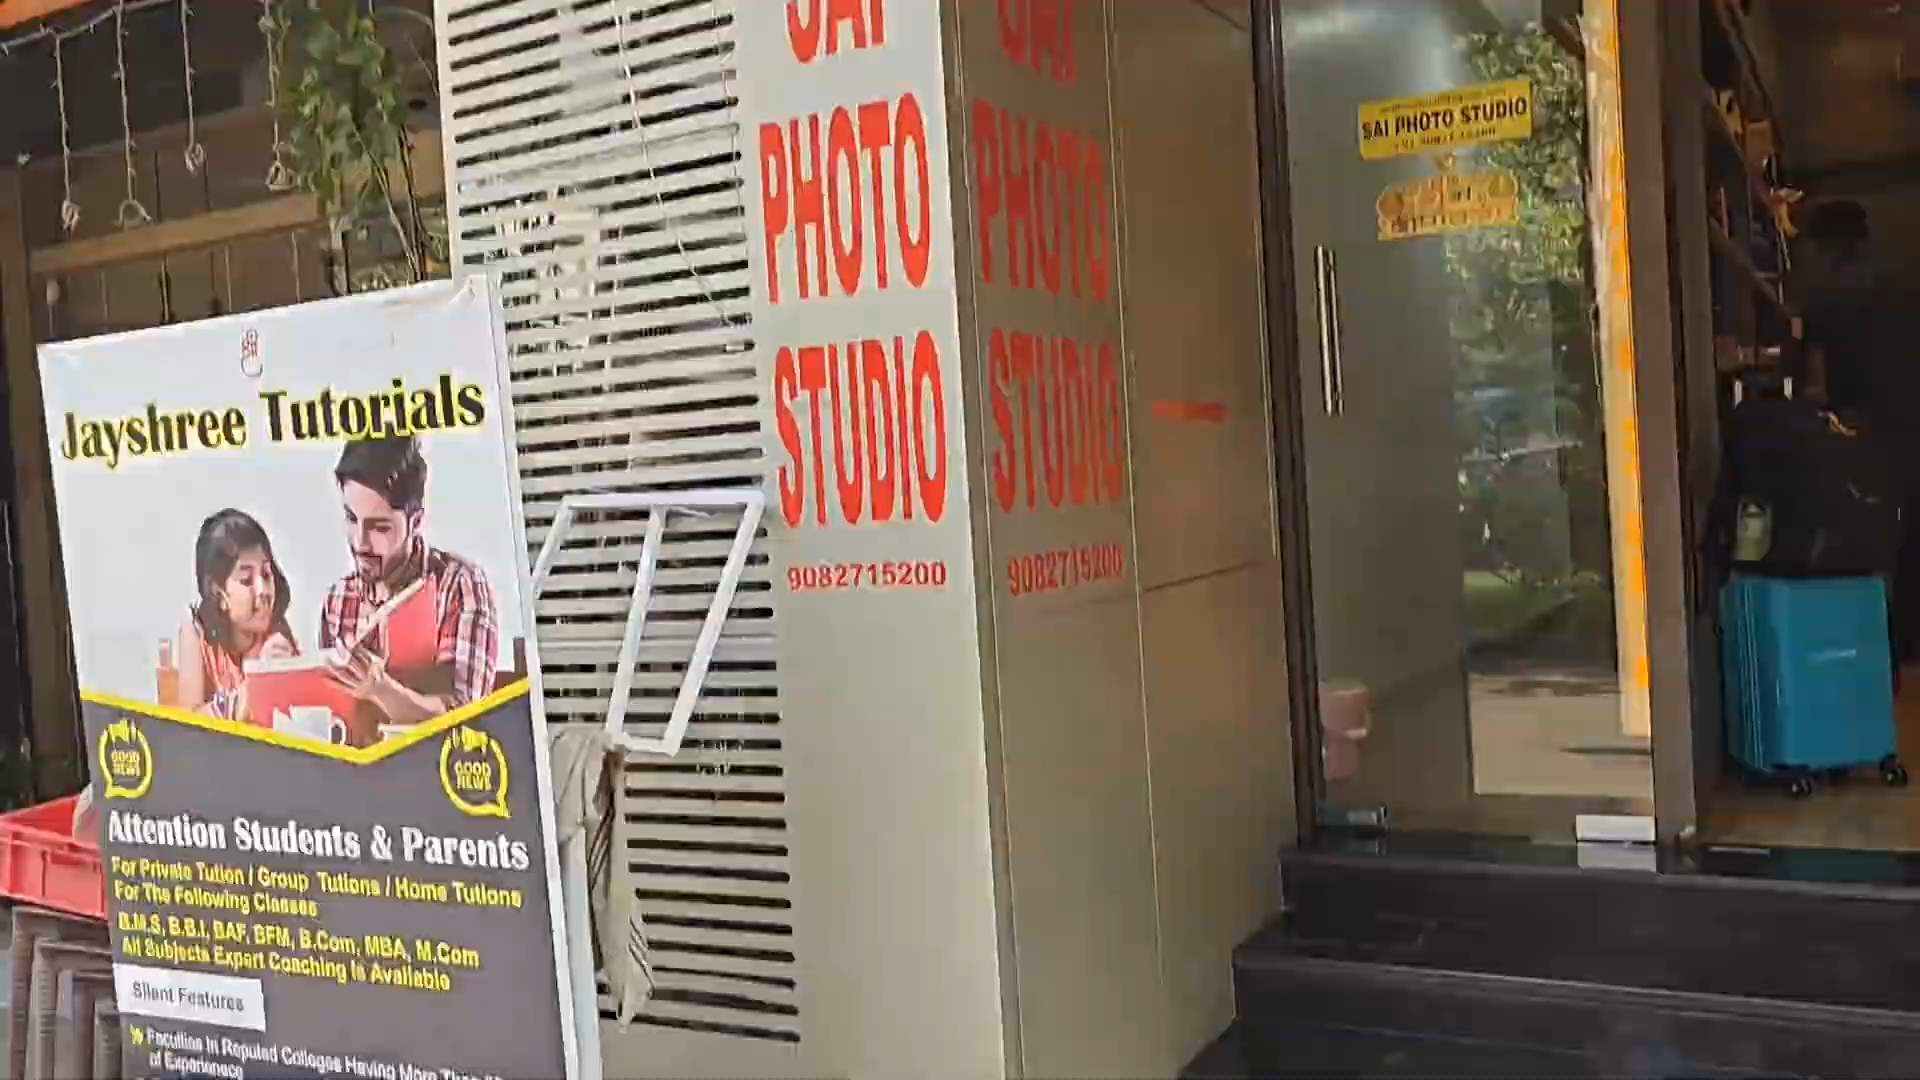 Jayshree Tutorials
GOOD
NEWS
GOOD
NEWS
Attention Students & Parents
For Private Tution / Group Tutions / Home Tutions
For The Following Classes
B.M.S, B.B.I, BAF, BFM, B.Com, MBA, M.Com
All Subjects Expert Coaching Is Available
Silent Features
Faculties In Reputed Colleges Having More Than
of Experience
SAI
PHOTO
STUDIO
9082715200
SAI
PHOTO
STUDIO
9082715200
SAI PHOTO STUDIO